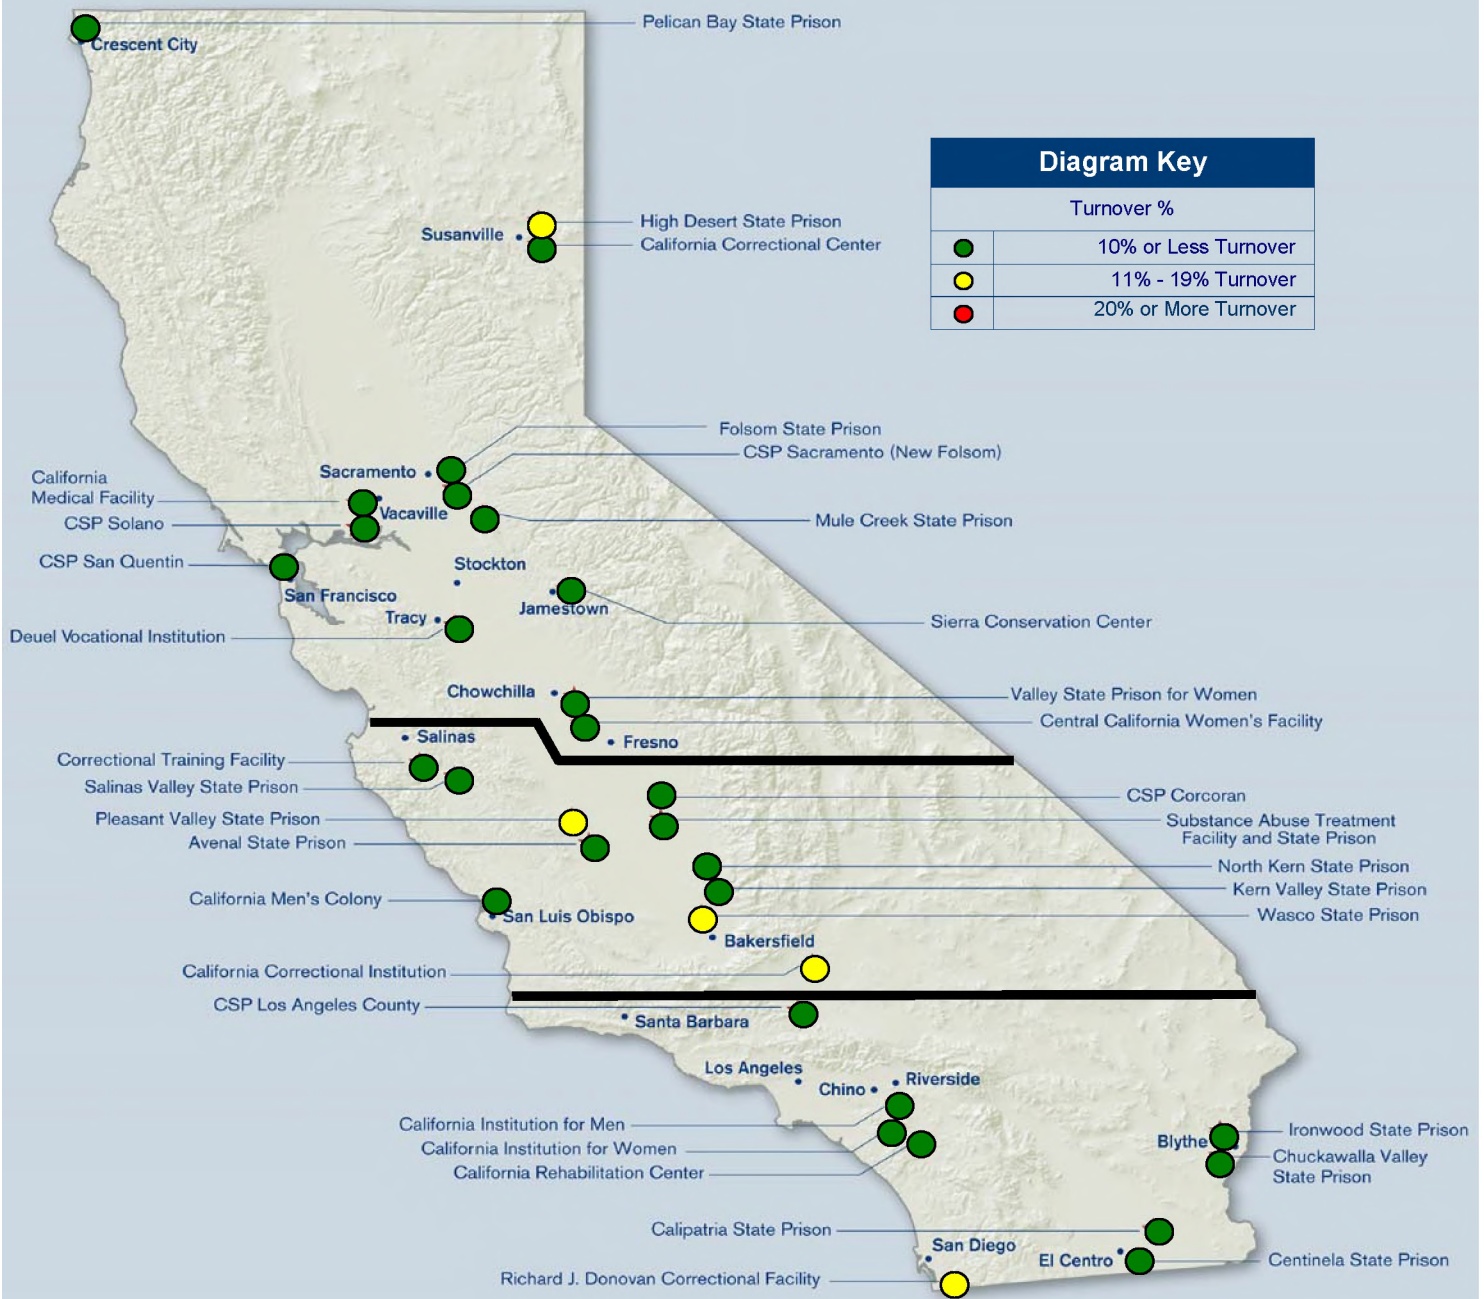 Pelican Bay State Prison
Crescent City
Diagram Key
Turnover %
10% or Less Turnover
11% - 19% Turnover
20% or More Turnover
High Desert State Prison
Susanville
California Correctional Center
Folsom State Prison
CSP Sacramento (New Folsom)
Sacramento
California
Medical Facility
Vacaville
CSP Solano
Mule Creek State Prison
CSP San Quentin
Stockton
San Francisco
Jamestown
Tracy
Sierra Conservation Center
Deuel Vocational Institution
Chowchilla
Valley State Prison for Women
Central California Women's Facility
Salinas
Fresno
Correctional Training Facility
Salinas Valley State Prison
CSP Corcoran
Pleasant Valley State Prison
Substance Abuse Treatment
Facility and State Prison
Avenal State Prison
North Kern State Prison
Kern Valley State Prison
California Men's Colony
San Luis Obispo
Wasco State Prison
Bakersfield
California Correctional Institution
CSP Los Angeles County
Santa Barbara
Los Angeles
Chino
Riverside
California Institution for Men
California Institution for Women
California Rehabilitation Center
Ironwood State Prison
Blythe
Chuckawalla Valley
State Prison
Calipatria State Prison
San Diego
El Centro
Centinela State Prison
Richard J. Donovan Correctional Facility